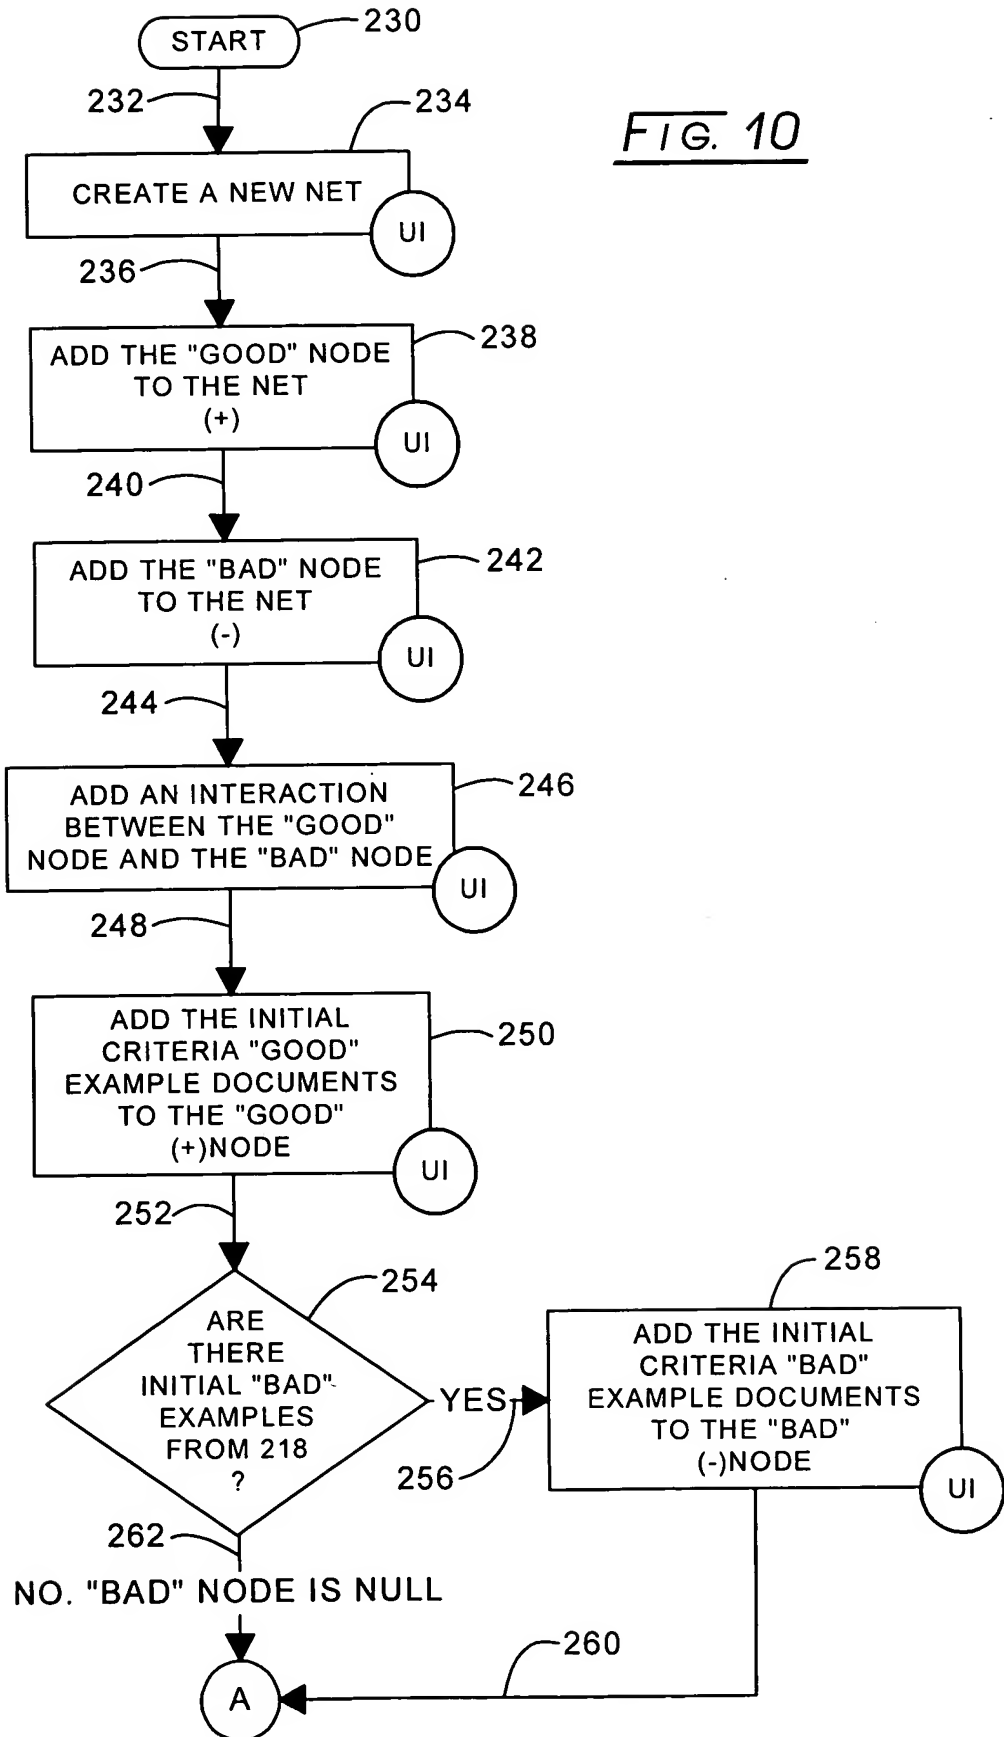 START
230
232
234
FIG. 10
CREATE A NEW NET
UI
236
238
ADD THE "GOOD" NODE
TO THE NET
(+)
UI
240
242
ADD THE "BAD" NODE
TO THE NET
(-)
UI
244
246
ADD AN INTERACTION
BETWEEN THE "GOOD"
NODE AND THE "BAD" NODE
UI
248
250
ADD THE INITIAL
CRITERIA "GOOD"
EXAMPLE DOCUMENTS
TO THE "GOOD"
(+)NODE
UI
252
254
ARE
THERE
INITIAL "BAD"
EXAMPLES
FROM 218
?
YES
256
258
ADD THE INITIAL
CRITERIA "BAD"
EXAMPLE DOCUMENTS
TO THE "BAD"
(-)NODE
UI
262
NO. "BAD" NODE IS NULL
260
A